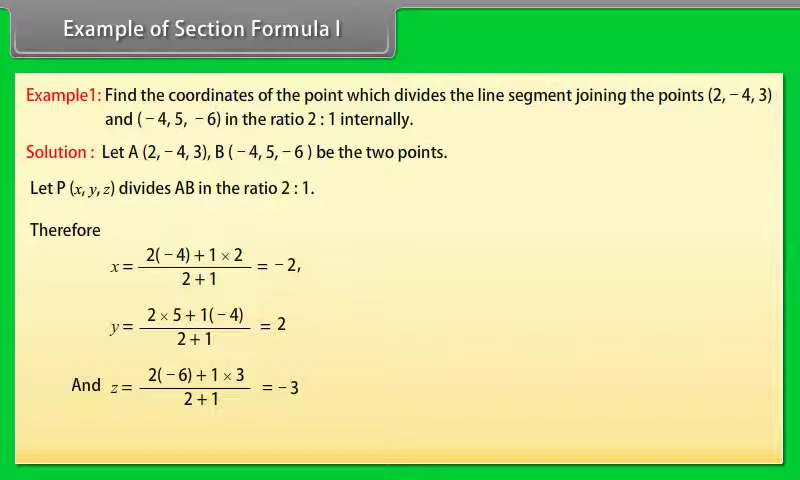 Example of Section Formula I
Example1: Find the coordinates of the point which divides the line segment joining the points (2, − 4, 3)
and ( − 4, 5, − 6) in the ratio 2 : 1 internally.
Solution : Let A (2, − 4, 3), B ( − 4, 5, − 6 ) be the two points.
Let P (x, y, z) divides AB in the ratio 2 : 1.
Therefore
x = 2( − 4) + 1 × 2 / 2 + 1 = − 2,
y = 2 × 5 + 1( − 4) / 2 + 1 = 2
And z = 2( − 6) + 1 × 3 / 2 + 1 = − 3